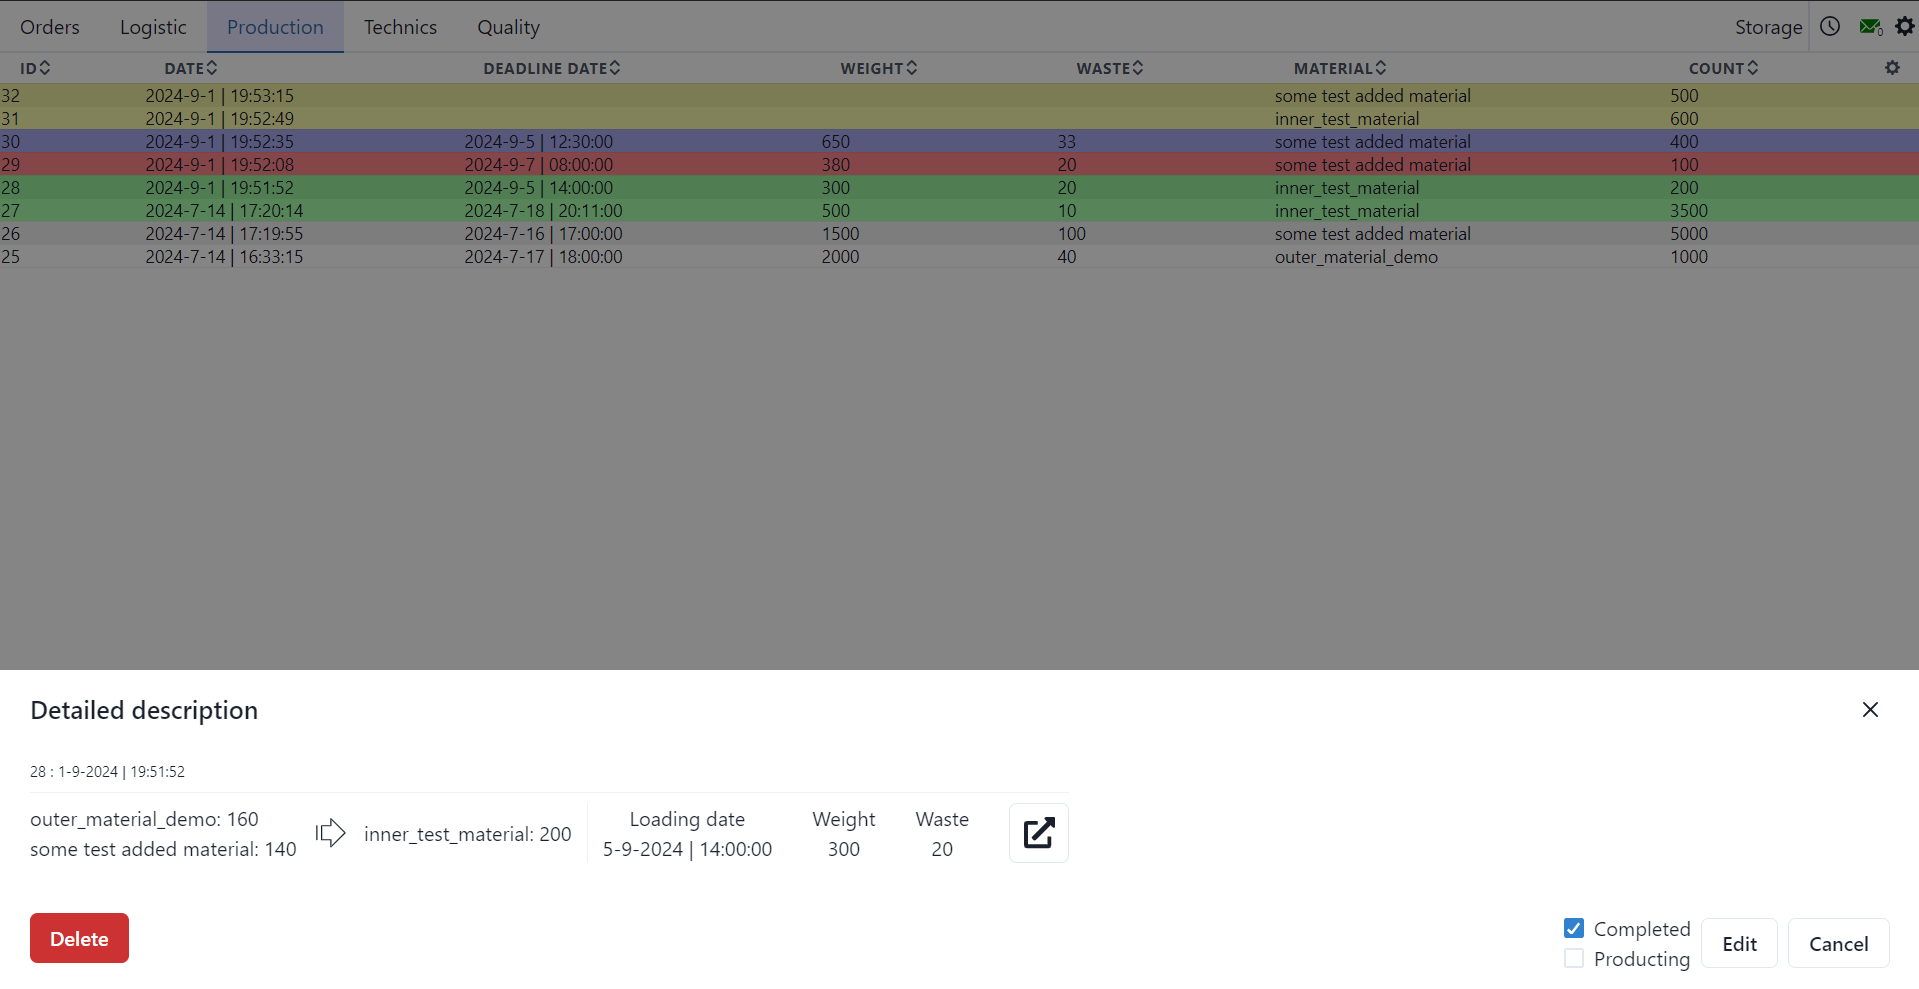 Orders Logistic Production Technics Quality Storage 0
ID DATE DEADLINE DATE WEIGHT WASTE MATERIAL COUNT
32 2024-9-1 | 19:53:15 some test added material 500
31 2024-9-1 | 19:52:49 inner_test_material 600
30 2024-9-1 | 19:52:35 2024-9-5 | 12:30:00 650 33 some test added material 400
29 2024-9-1 | 19:52:08 2024-9-7 | 08:00:00 380 20 some test added material 100
28 2024-9-1 | 19:51:52 2024-9-5 | 14:00:00 300 20 inner_test_material 200
27 2024-7-14 | 17:20:14 2024-7-18 | 20:11:00 500 10 inner_test_material 3500
26 2024-7-14 | 17:19:55 2024-7-16 | 17:00:00 1500 100 some test added material 5000
25 2024-7-14 | 16:33:15 2024-7-17 | 18:00:00 2000 40 outer_material_demo 1000
Detailed description
28 : 1-9-2024 | 19:51:52
outer_material_demo: 160
some test added material: 140
inner_test_material: 200
Loading date Weight Waste
5-9-2024 | 14:00:00 300 20
Delete
Completed
Producting
Edit Cancel